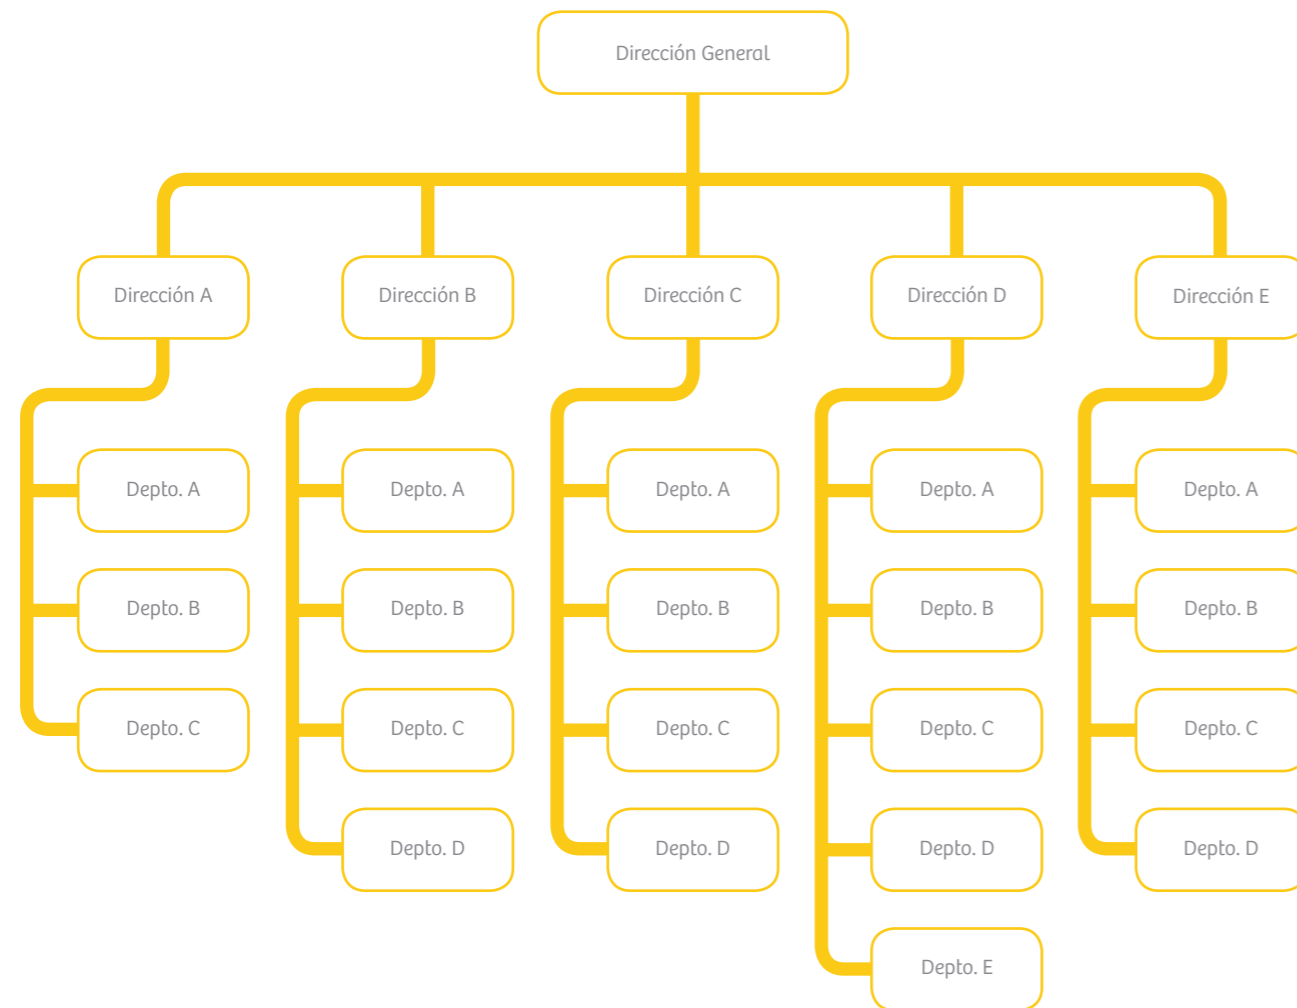 Dirección General
Dirección A
Dirección B
Dirección C
Dirección D
Dirección E
Depto. A
Depto. A
Depto. A
Depto. A
Depto. A
Depto. B
Depto. B
Depto. B
Depto. B
Depto. B
Depto. C
Depto. C
Depto. C
Depto. C
Depto. C
Depto. D
Depto. D
Depto. D
Depto. D
Depto. E